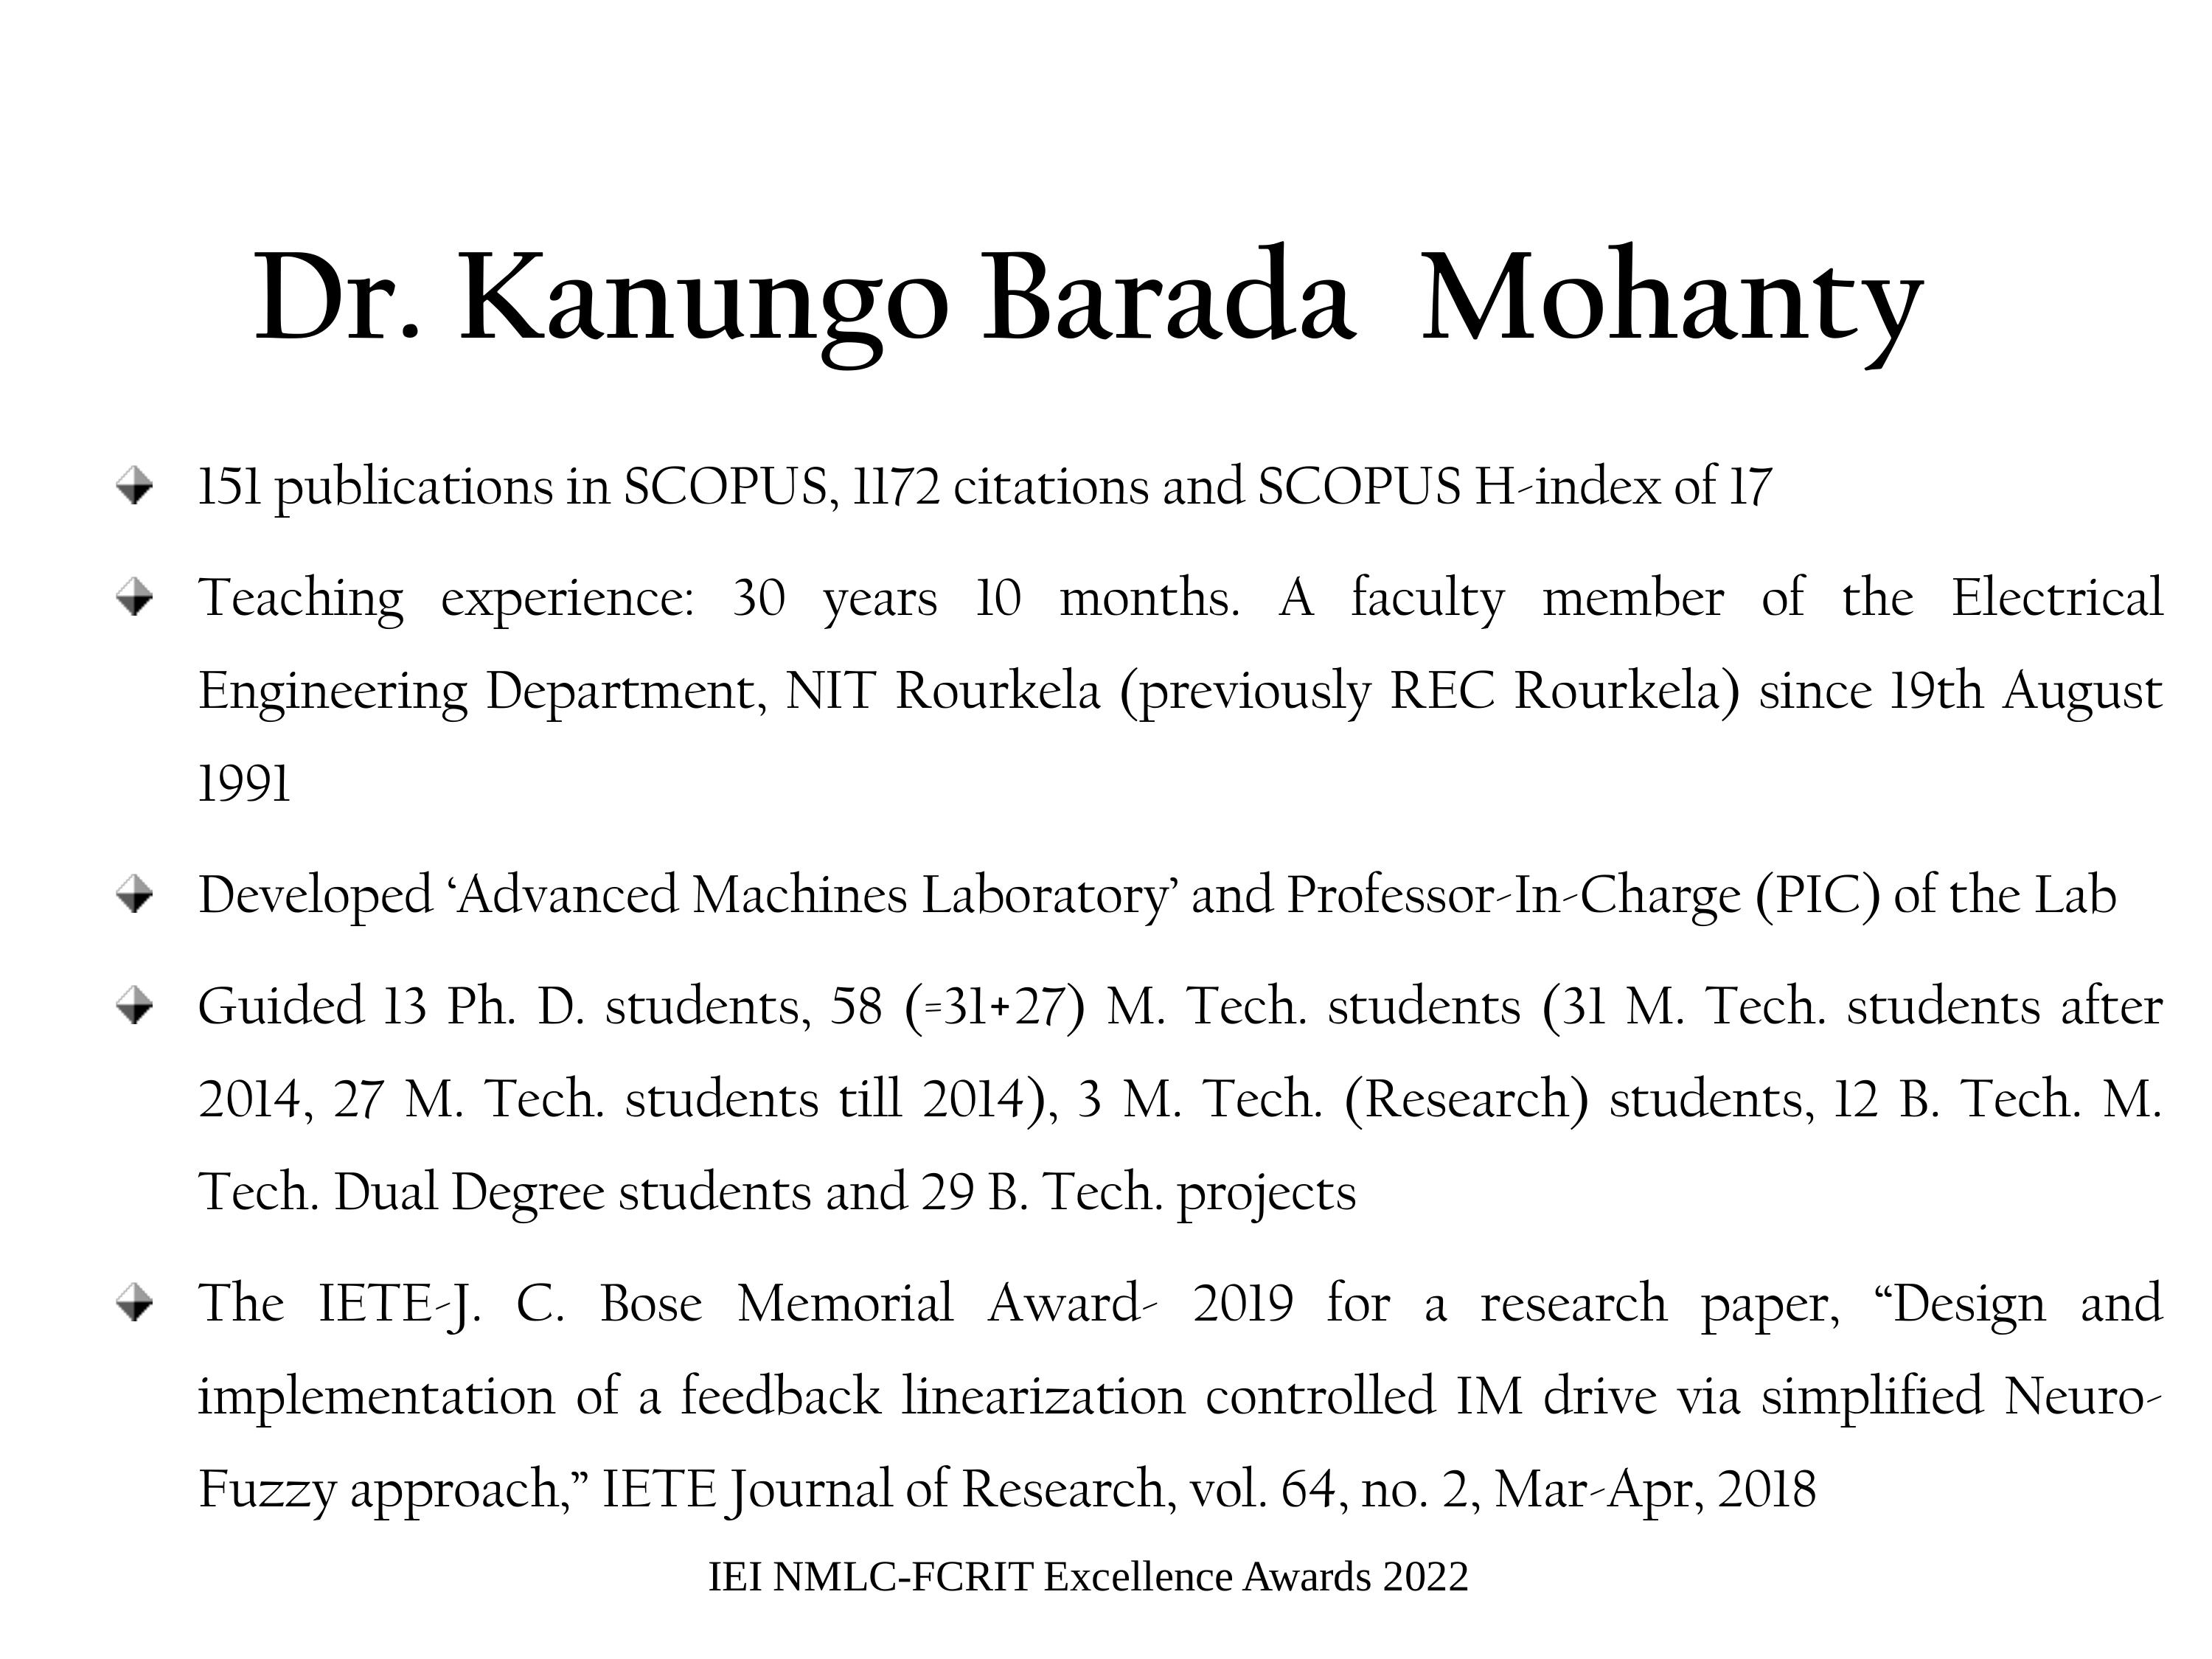 Dr. Kanungo Barada Mohanty
151 publications in SCOPUS, 1172 citations and SCOPUS H-index of 17
Teaching experience: 30 years 10 months. A faculty member of the Electrical
Engineering Department, NIT Rourkela (previously REC Rourkela) since 19th August
1991
Developed ‘Advanced Machines Laboratory’ and Professor-In-Charge (PIC) of the Lab
Guided 13 Ph. D. students, 58 (=31+27) M. Tech. students (31 M. Tech. students after
2014, 27 M. Tech. students till 2014), 3 M. Tech. (Research) students, 12 B. Tech. M.
Tech. Dual Degree students and 29 B. Tech. projects
The IETE-J. C. Bose Memorial Award- 2019 for a research paper, “Design and
implementation of a feedback linearization controlled IM drive via simplified Neuro-
Fuzzy approach,” IETE Journal of Research, vol. 64, no. 2, Mar-Apr, 2018
IEI NMLC-FCRIT Excellence Awards 2022